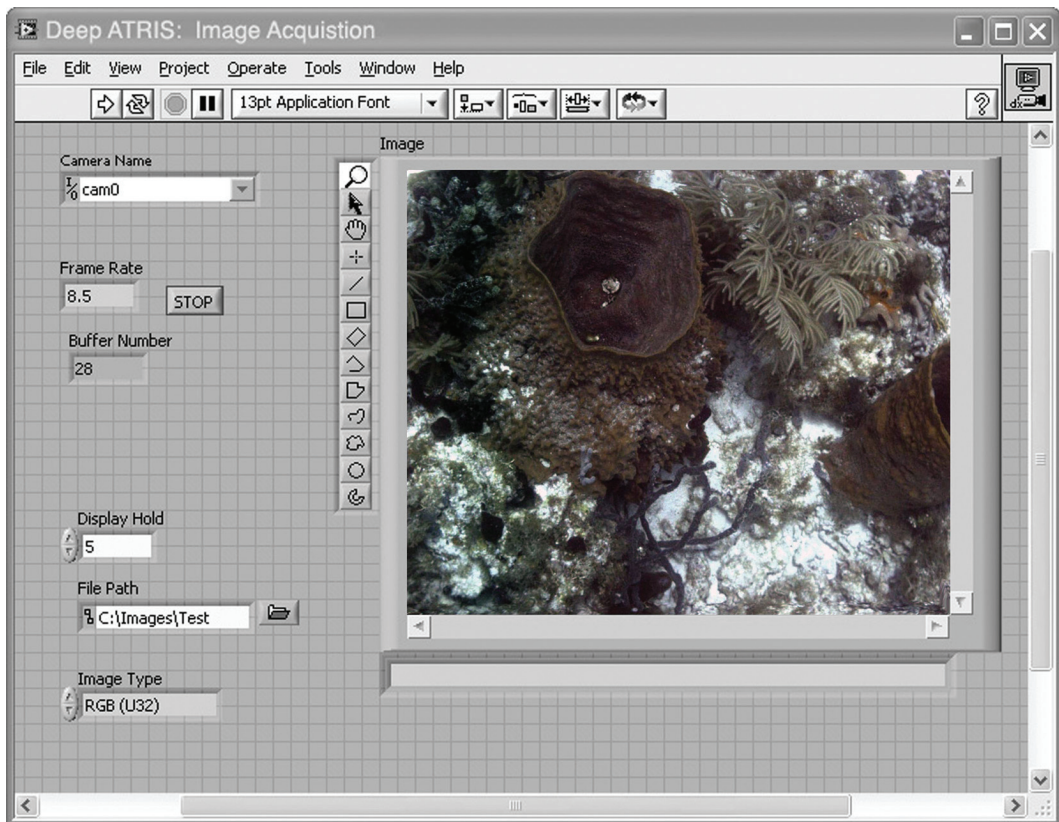 Deep ATRIS: Image Acquistion
File Edit View Project Operate Tools Window Help
13pt Application Font
Image
Camera Name
I/O cam0
Frame Rate
8.5
STOP
Buffer Number
28
Display Hold
5
File Path
C:\Images\Test
Image Type
RGB (U32)